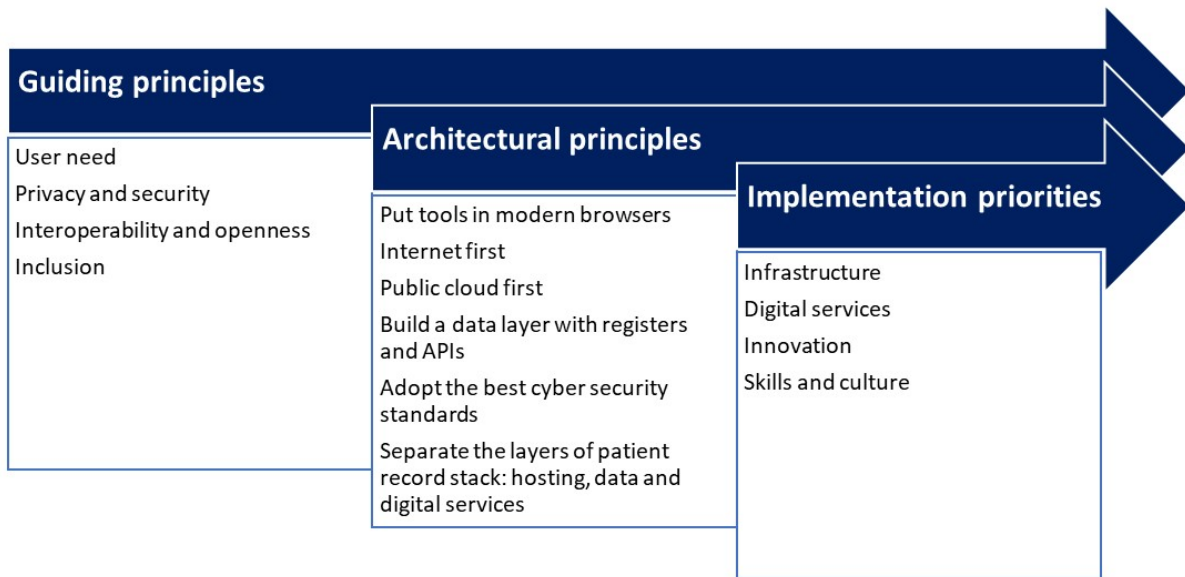 Guiding principles
User need
Privacy and security
Interoperability and openness
Inclusion
Architectural principles
Put tools in modern browsers
Internet first
Public cloud first
Build a data layer with registers
and APIs
Adopt the best cyber security
standards
Separate the layers of patient
record stack: hosting, data and
digital services
Implementation priorities
Infrastructure
Digital services
Innovation
Skills and culture